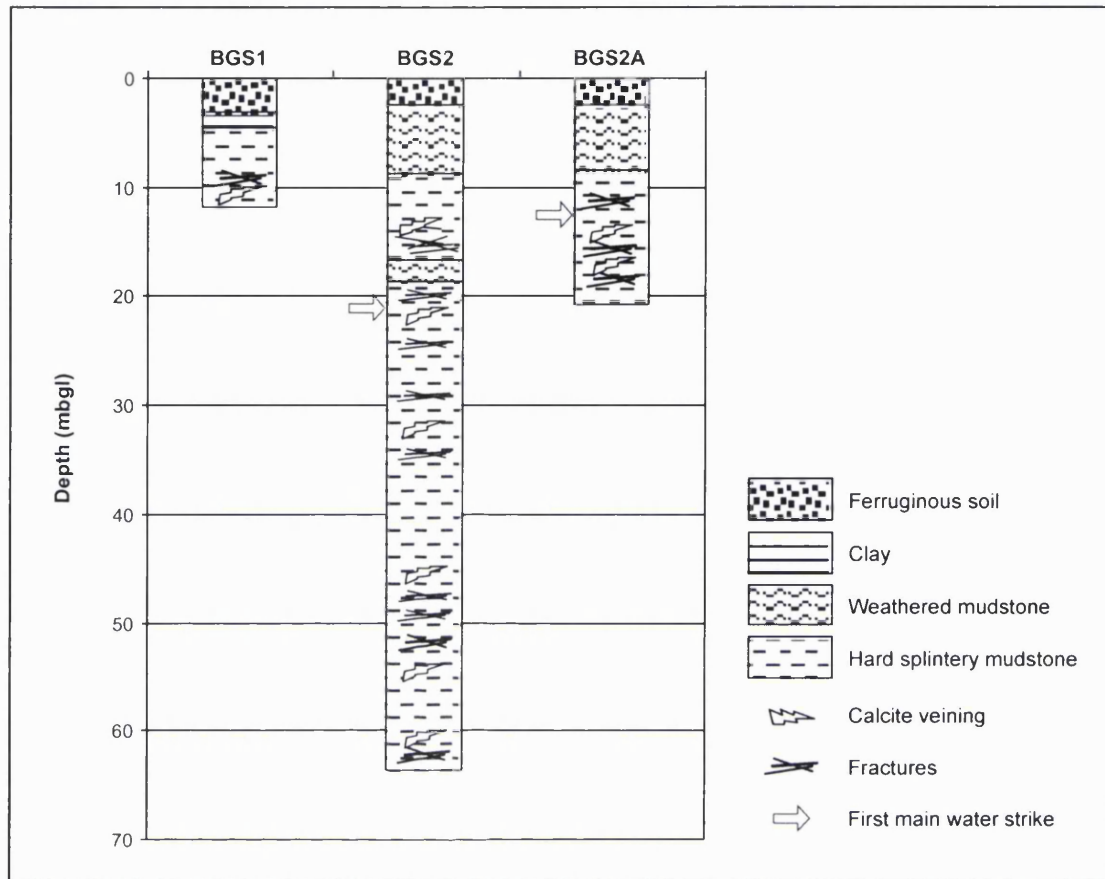 BGS1 BGS2 BGS2A
0
10
20
30
40
50
60
70
Depth (mbgl)
Ferruginous soil
Clay
Weathered mudstone
Hard splintery mudstone
Calcite veining
Fractures
First main water strike